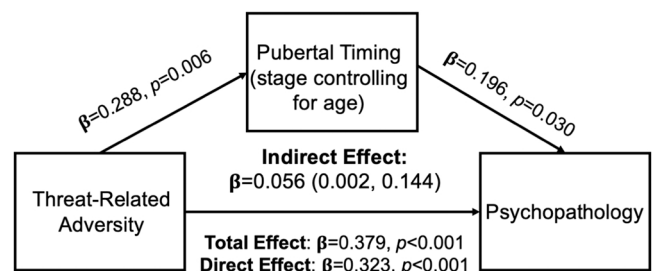 Pubertal Timing
(stage controlling
for age)
β=0.288, p=0.006
β=0.196, p=0.030
Indirect Effect:
β=0.056 (0.002, 0.144)
Threat-Related
Adversity
Psychopathology
Total Effect: β=0.379, p<0.001
Direct Effect: β=0.323, p<0.001